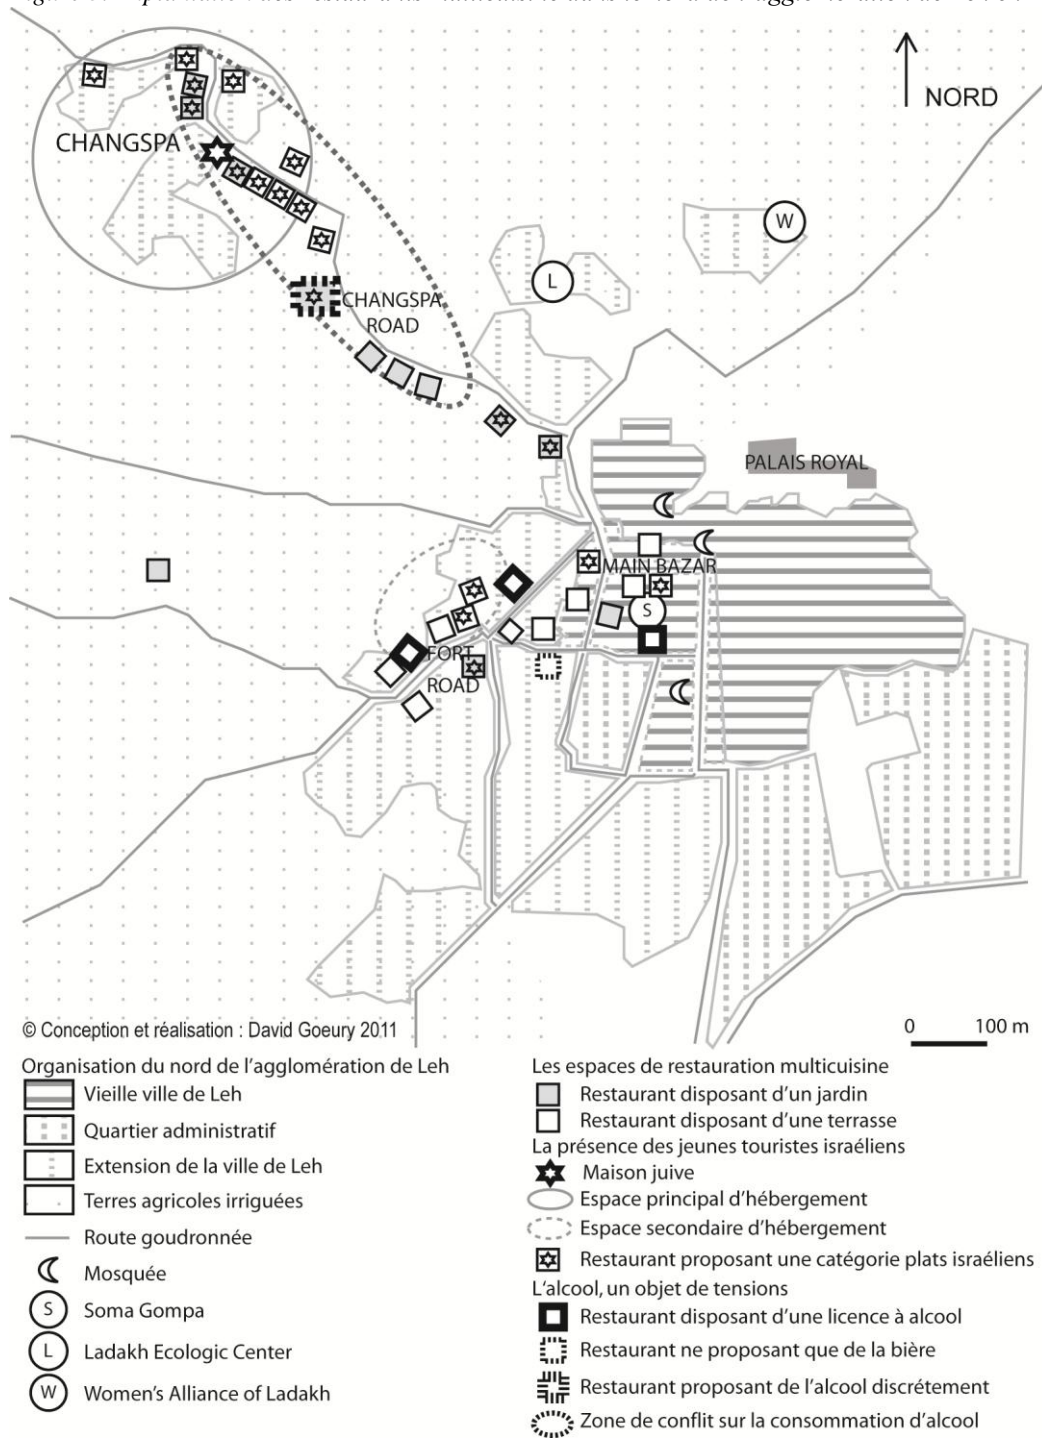 NORD
CHANGSPA
W
L
CHANGSPA
ROAD
PALAIS ROYAL
MAIN BAZAR
S
FORT
ROAD
© Conception et réalisation : David Goeury 2011
0 100 m
Organisation du nord de l'agglomération de Leh
Vieille ville de Leh
Quartier administratif
Extension de la ville de Leh
Terres agricoles irriguées
Route goudronnée
Mosquée
S Soma Gompa
L Ladakh Ecologic Center
W Women's Alliance of Ladakh
Les espaces de restauration multicuisine
Restaurant disposant d'un jardin
Restaurant disposant d'une terrasse
La présence des jeunes touristes israéliens
Maison juive
Espace principal d'hébergement
Espace secondaire d'hébergement
Restaurant proposant une catégorie plats israéliens
L'alcool, un objet de tensions
Restaurant disposant d'une licence à alcool
Restaurant ne proposant que de la bière
Restaurant proposant de l'alcool discrétement
Zone de conflit sur la consommation d'alcool